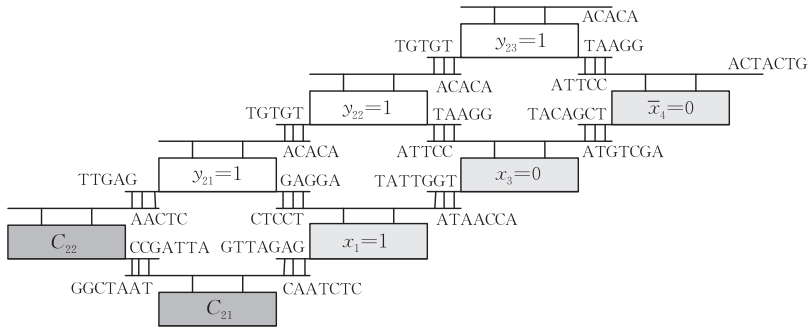 ACACA
TGTGT y₂₃=1 TAAGG
ACTACTG
ACACA ATTCC
TGTGT y₂₂=1 TAAGG TACAGCT x̄₄=0
ACACA ATTCC ATGTCGA
TTGAG y₂₁=1 GAGGA TATTGGT x₃=0
AACTC CTCCT ATAACCA
C₂₂ CCGATTA GTTAGAG x₁=1
GGCTAAT CAATCTC
C₂₁